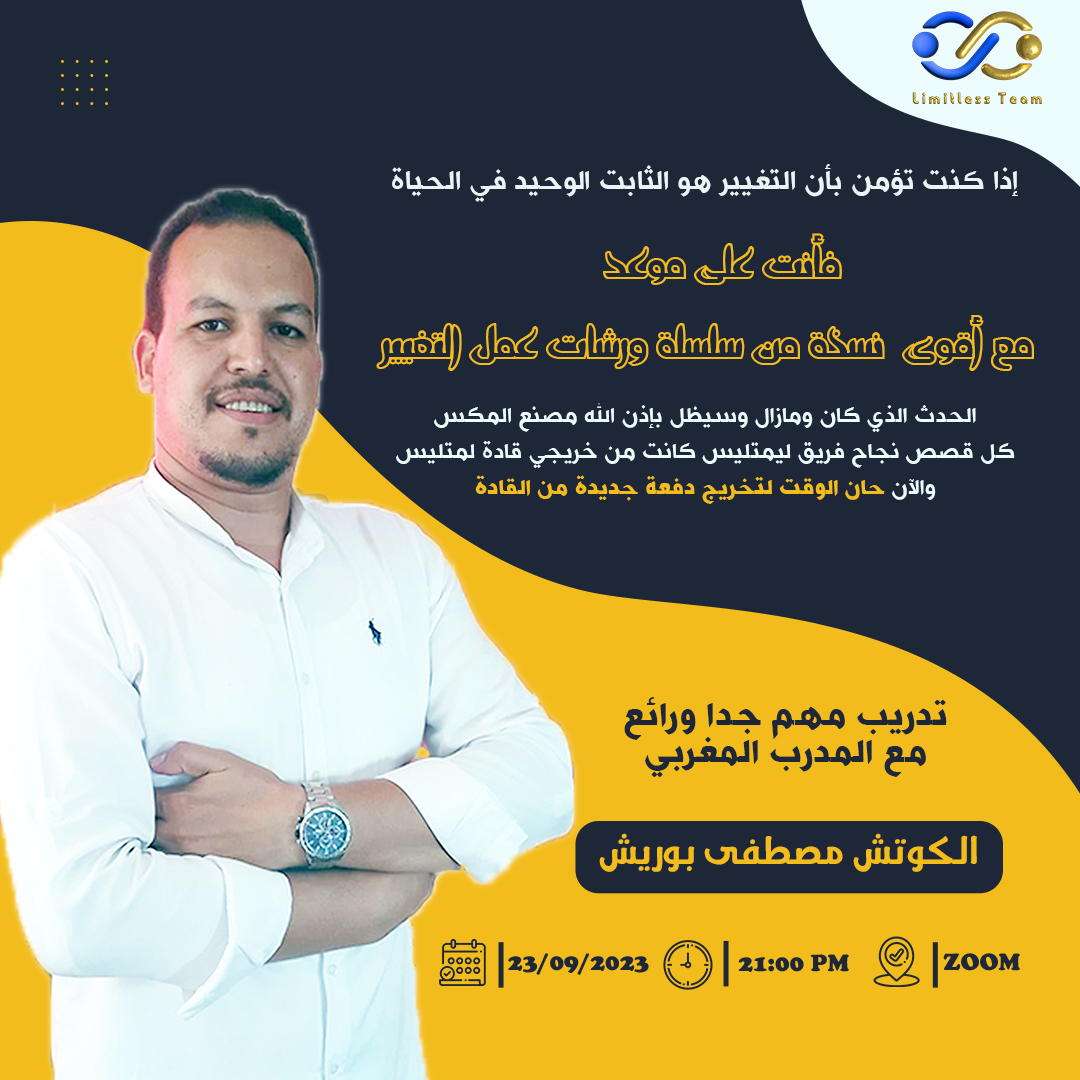 Limitless Team
إذا كنت تؤمن بأن التغيير هو الثابت الوحيد في الحياة
فأنت على موعد
مع أقوى نسخة من سلسلة ورشات عمل التغيير
الحدث الذي كان ومازال وسيظل بإذن الله مصنع المكس
كل قصص نجاح فريق ليمتليس كانت من خريجي قادة لمتليس
والآن حان الوقت لتخريج دفعة جديدة من القادة
تدريب مهم جدا ورائع
مع المدرب المغربي
الكوتش مصطفى بوريش
23/09/2023 | 21:00 PM | ZOOM